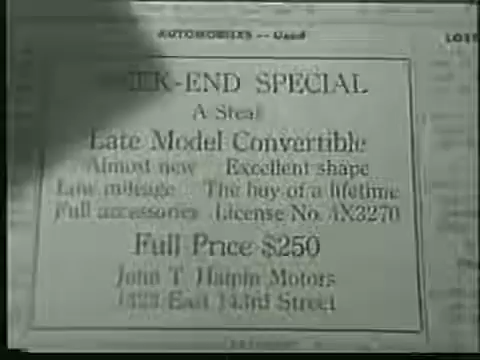 AUTOMOBILES -- Used
EK-END SPECIAL
A Steal
Late Model Convertible
Almost new Excellent shape
Low mileage The buy of a lifetime
Full accessories License No. 4X3270
Full Price $250
John T. Halpin Motors
East 143rd Street